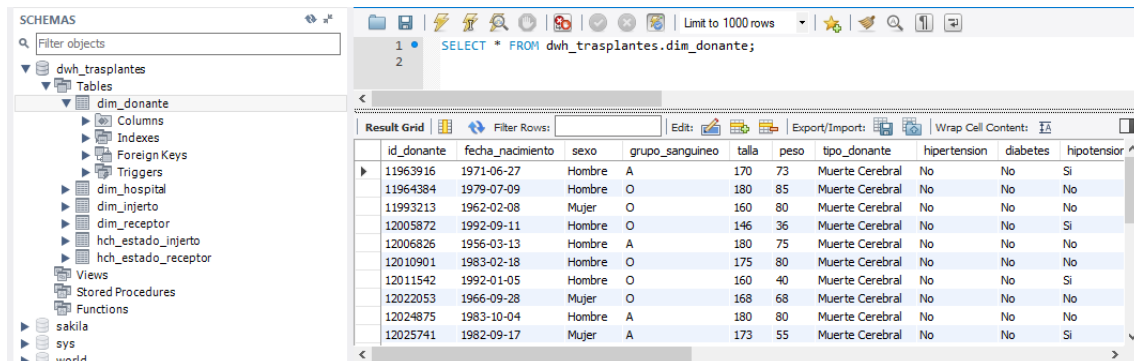 SCHEMAS
Filter objects
dwh_trasplantes
Tables
dim_donante
Columns
Indexes
Foreign Keys
Triggers
dim_hospital
dim_injerto
dim_receptor
hch_estado_injerto
hch_estado_receptor
Views
Stored Procedures
Functions
sakila
sys
world
Limit to 1000 rows
1 SELECT * FROM dwh_trasplantes.dim_donante;
2
Result Grid Filter Rows: Edit: Export/Import: Wrap Cell Content: IA
id_donante fecha_nacimiento sexo grupo_sanguineo talla peso tipo_donante hipertension diabetes hipotension
11963916 1971-06-27 Hombre A 170 73 Muerte Cerebral No No Si
11964384 1979-07-09 Hombre O 180 85 Muerte Cerebral No No No
11993213 1962-02-08 Mujer O 160 80 Muerte Cerebral No No No
12005872 1992-09-11 Hombre O 146 36 Muerte Cerebral No No Si
12006826 1956-03-13 Hombre A 180 75 Muerte Cerebral No No No
12010901 1983-02-18 Hombre O 175 80 Muerte Cerebral No No No
12011542 1992-01-05 Hombre O 160 40 Muerte Cerebral No No Si
12022053 1966-09-28 Mujer O 168 68 Muerte Cerebral No No No
12024875 1983-10-04 Hombre A 180 80 Muerte Cerebral No No No
12025741 1982-09-17 Mujer A 173 55 Muerte Cerebral No No Si